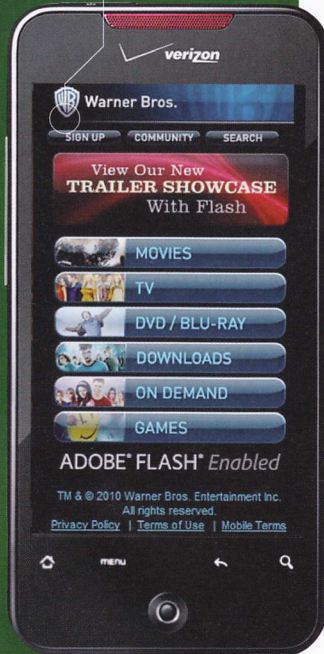 verizon
WB Warner Bros.
SIGN UP COMMUNITY SEARCH
View Our New
TRAILER SHOWCASE
With Flash
MOVIES
TV
DVD / BLU-RAY
DOWNLOADS
ON DEMAND
GAMES
ADOBE® FLASH® Enabled
TM & © 2010 Warner Bros. Entertainment Inc.
All rights reserved.
Privacy Policy | Terms of Use | Mobile Terms
menu